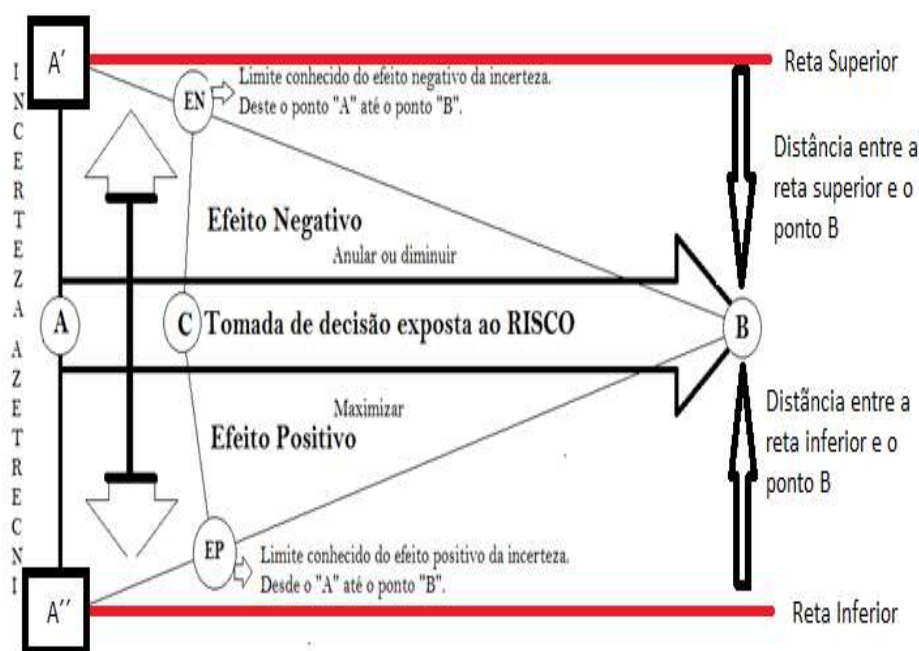 A'
Reta Superior
INCERTEZA AZETRECNI
EN
Limite conhecido do efeito negativo da incerteza.
Deste o ponto "A" até o ponto "B".
Distância entre a
reta superior e o
ponto B
Efeito Negativo
Anular ou diminuir
A
C
Tomada de decisão exposta ao RISCO
B
Maximizar
Efeito Positivo
Distância entre a
reta inferior e o
ponto B
EP
Limite conhecido do efeito positivo da incerteza.
Desde o "A" até o ponto "B".
A''
Reta Inferior